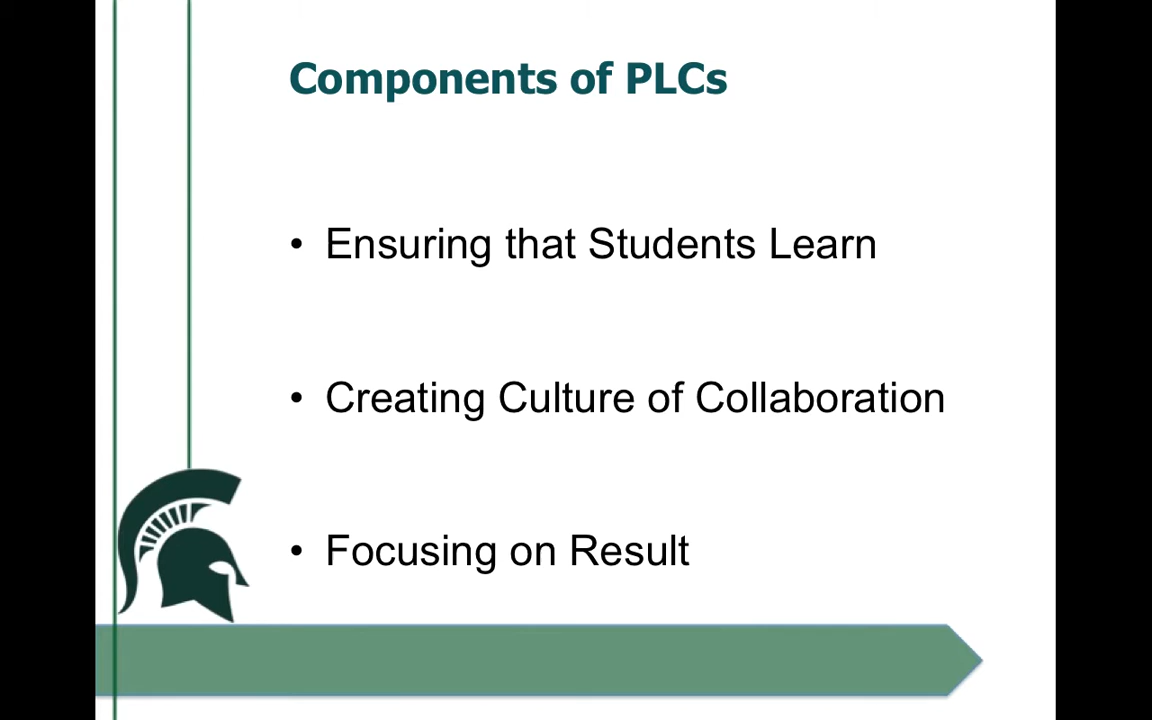 Components of PLCs
• Ensuring that Students Learn
• Creating Culture of Collaboration
• Focusing on Result